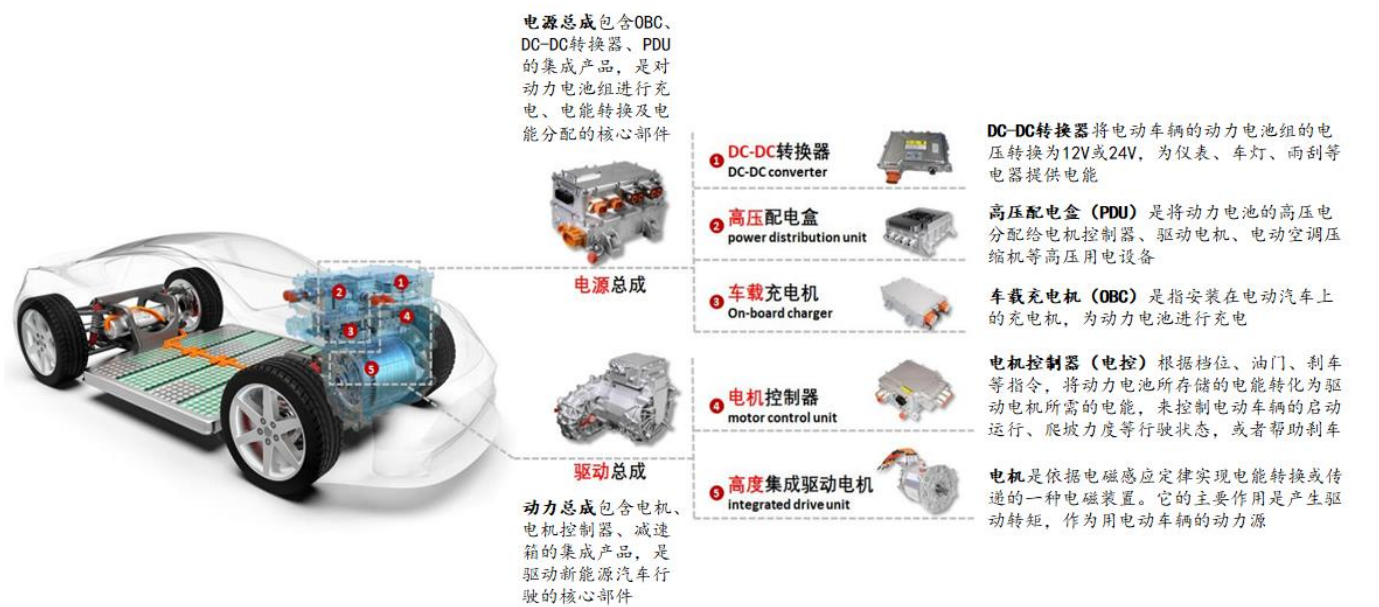 电源总成包含OBC、
DC-DC转换器、PDU
的集成产品，是对
动力电池组进行充
电、电能转换及电
能分配的核心部件
电源总成
1
DC-DC转换器
DC-DC converter
2
高压配电盒
power distribution unit
3
车载充电机
On-board charger
DC-DC转换器将电动车辆的动力电池组的电
压转换为12V或24V，为仪表、车灯、雨刮等
电器提供电能
高压配电盒（PDU）是将动力电池的高压电
分配给电机控制器、驱动电机、电动空调压
缩机等高压用电设备
车载充电机（OBC）是指安装在电动汽车上
的充电机，为动力电池进行充电
1
2
3
4
5
驱动总成
动力总成包含电机、
电机控制器、减速
箱的集成产品，是
驱动新能源汽车行
驶的核心部件
4
电机控制器
motor control unit
5
高度集成驱动电机
integrated drive unit
电机控制器（电控）根据档位、油门、刹车
等指令，将动力电池所存储的电能转化为驱
动电机所需的电能，来控制电动车辆的启动
运行、爬坡力度等行驶状态，或者帮助刹车
电机是依据电磁感应定律实现电能转换或传
递的一种电磁装置。它的主要作用是产生驱
动转矩，作为用电动车辆的动力源